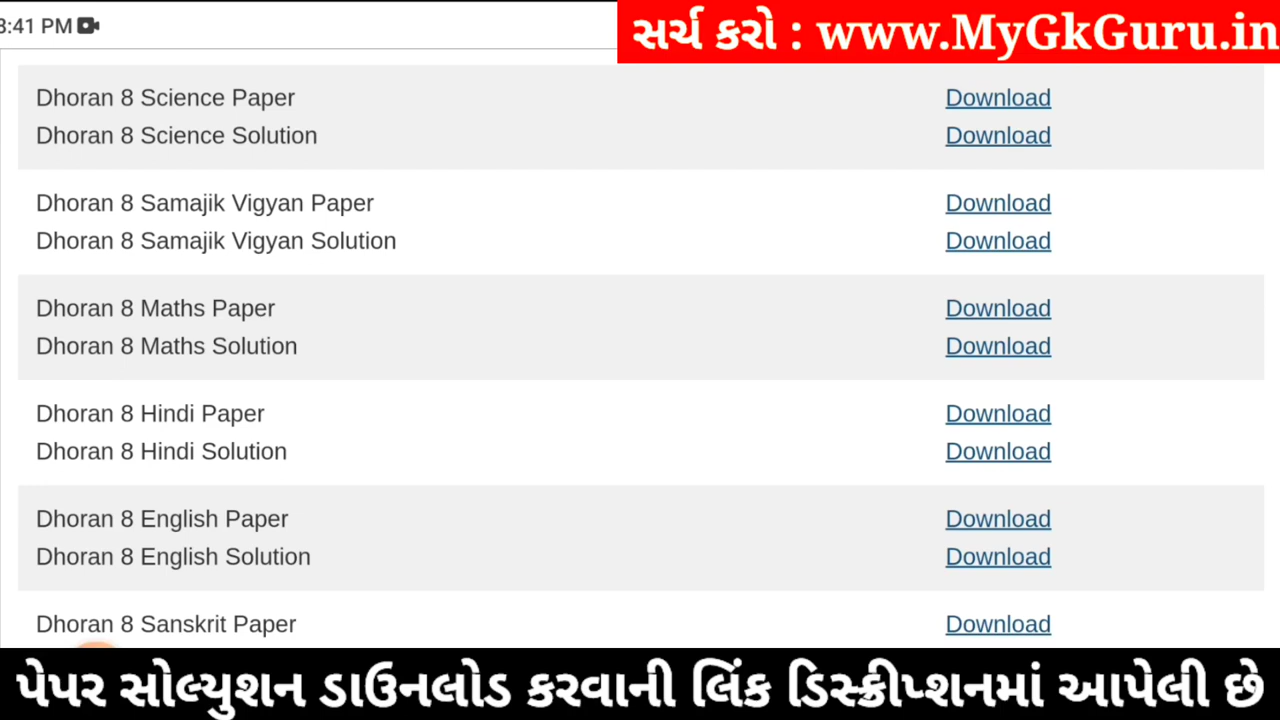 8:41 PM
સર્ચ કરો : www.MyGkGuru.in
Dhoran 8 Science Paper Download
Dhoran 8 Science Solution Download
Dhoran 8 Samajik Vigyan Paper Download
Dhoran 8 Samajik Vigyan Solution Download
Dhoran 8 Maths Paper Download
Dhoran 8 Maths Solution Download
Dhoran 8 Hindi Paper Download
Dhoran 8 Hindi Solution Download
Dhoran 8 English Paper Download
Dhoran 8 English Solution Download
Dhoran 8 Sanskrit Paper Download
પેપર સોલ્યુશન ડાઉનલોડ કરવાની લિંક ડિસ્ક્રીપ્શનમાં આપેલી છે